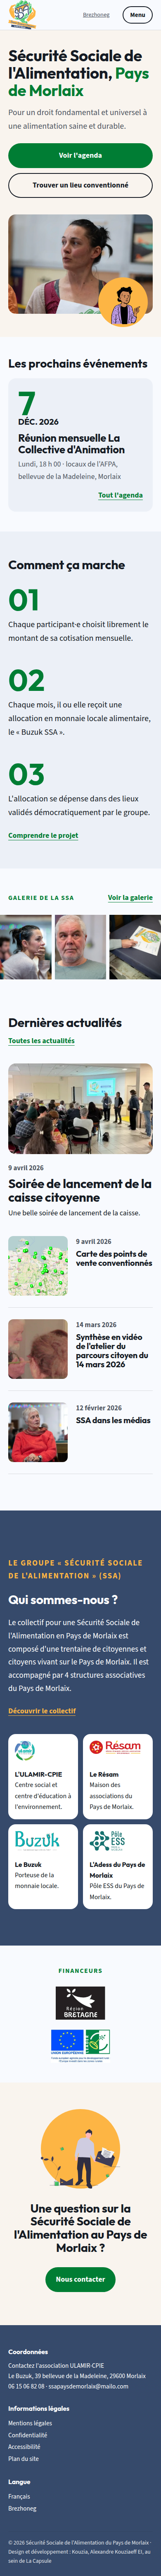 Brezhoneg
Menu
Sécurité Sociale de
l'Alimentation, Pays
de Morlaix
Pour un droit fondamental et universel à
une alimentation saine et durable.
Voir l'agenda
Trouver un lieu conventionné
Les prochains événements
7
DÉC. 2026
Réunion mensuelle La
Collective d'Animation
Lundi, 18 h 00 · locaux de l'AFPA,
bellevue de la Madeleine, Morlaix
Tout l'agenda
Comment ça marche
01
Chaque participant·e choisit librement le
montant de sa cotisation mensuelle.
02
Chaque mois, il ou elle reçoit une
allocation en monnaie locale alimentaire,
le « Buzuk SSA ».
03
L'allocation se dépense dans des lieux
validés démocratiquement par le groupe.
Comprendre le projet
GALERIE DE LA SSA
Voir la galerie
Dernières actualités
Toutes les actualités
9 avril 2026
Soirée de lancement de la
caisse citoyenne
Une belle soirée de lancement de la caisse.
9 avril 2026
Carte des points de
vente conventionnés
14 mars 2026
Synthèse en vidéo
de l'atelier du
parcours citoyen du
14 mars 2026
12 février 2026
SSA dans les médias
LE GROUPE « SÉCURITÉ SOCIALE
DE L'ALIMENTATION » (SSA)
Qui sommes-nous ?
Le collectif pour une Sécurité Sociale de
l'Alimentation en Pays de Morlaix est
composé d'une trentaine de citoyennes et
citoyens vivant sur le Pays de Morlaix. Il est
accompagné par 4 structures associatives
du Pays de Morlaix.
Découvrir le collectif
L'ULAMIR-CPIE
Centre social et
centre d'éducation à
l'environnement.
Résam
Le Résam
Maison des
associations du
Pays de Morlaix.
Buzuk
Le Buzuk
Porteuse de la
monnaie locale.
Pôle
ESS
L'Adess du Pays de
Morlaix
Pôle ESS du Pays de
Morlaix.
FINANCEURS
Région
BRETAGNE
Une question sur la
Sécurité Sociale de
l'Alimentation au Pays de
Morlaix ?
Nous contacter
Coordonnées
Contactez l'association ULAMIR-CPIE
Le Buzuk, 39 bellevue de la Madeleine, 29600 Morlaix
06 15 06 82 08 · ssapaysdemorlaix@mailo.com
Informations légales
Mentions légales
Confidentialité
Accessibilité
Plan du site
Langue
Français
Brezhoneg
© 2026 Sécurité Sociale de l'Alimentation du Pays de Morlaix ·
Design et développement : Kouzia, Alexandre Kouziaeff EI, au
sein de La Capsule